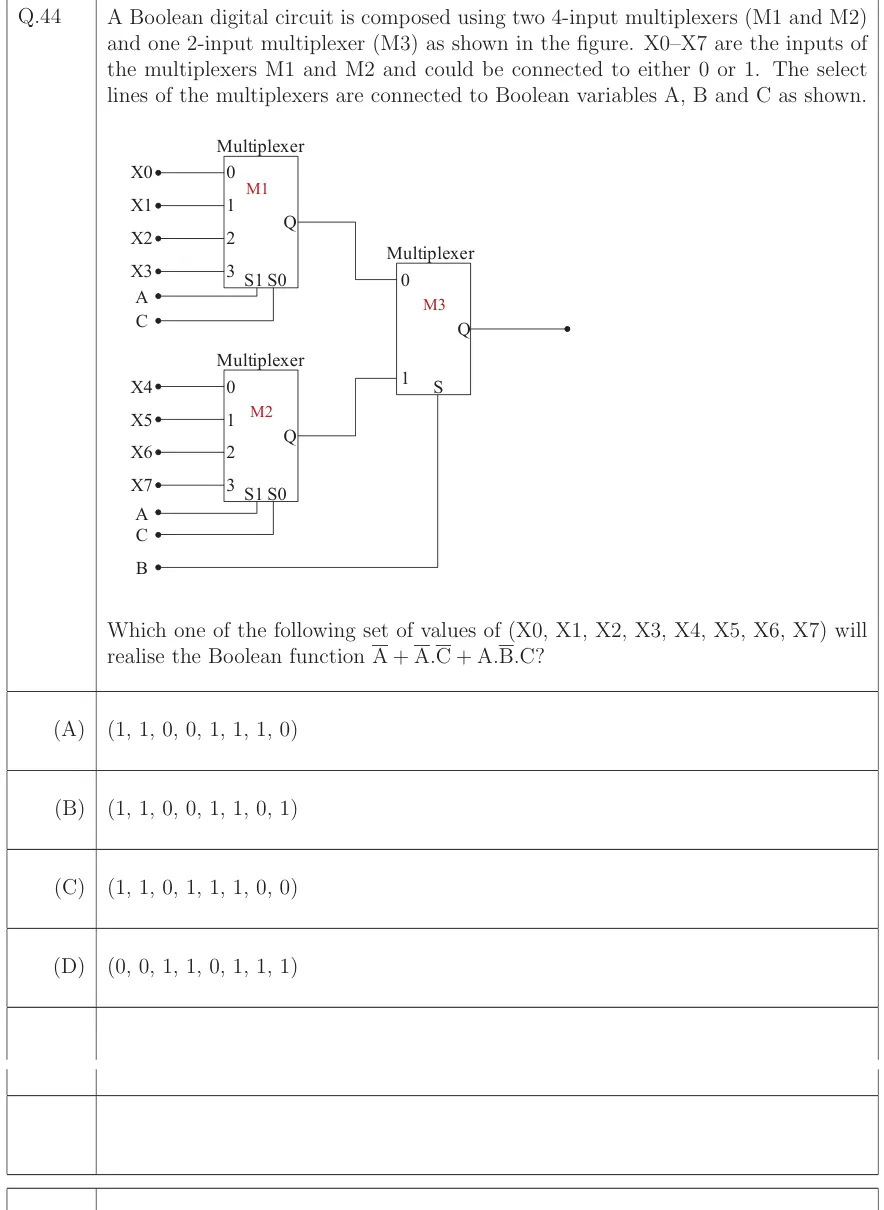 Q.44
A Boolean digital circuit is composed using two 4-input multiplexers (M1 and M2)
and one 2-input multiplexer (M3) as shown in the figure. X0–X7 are the inputs of
the multiplexers M1 and M2 and could be connected to either 0 or 1. The select
lines of the multiplexers are connected to Boolean variables A, B and C as shown.
Multiplexer
X0 0
M1
X1 1
Q
X2 2
X3 3 S1 S0
A
C
Multiplexer
0
M3
Q
1 S
Multiplexer
X4 0
M2
X5 1
Q
X6 2
X7 3 S1 S0
A
C
B
Which one of the following set of values of (X0, X1, X2, X3, X4, X5, X6, X7) will
realise the Boolean function A̅ + A̅.C̅ + A.B̅.C?
(A) (1, 1, 0, 0, 1, 1, 1, 0)
(B) (1, 1, 0, 0, 1, 1, 0, 1)
(C) (1, 1, 0, 1, 1, 1, 0, 0)
(D) (0, 0, 1, 1, 0, 1, 1, 1)